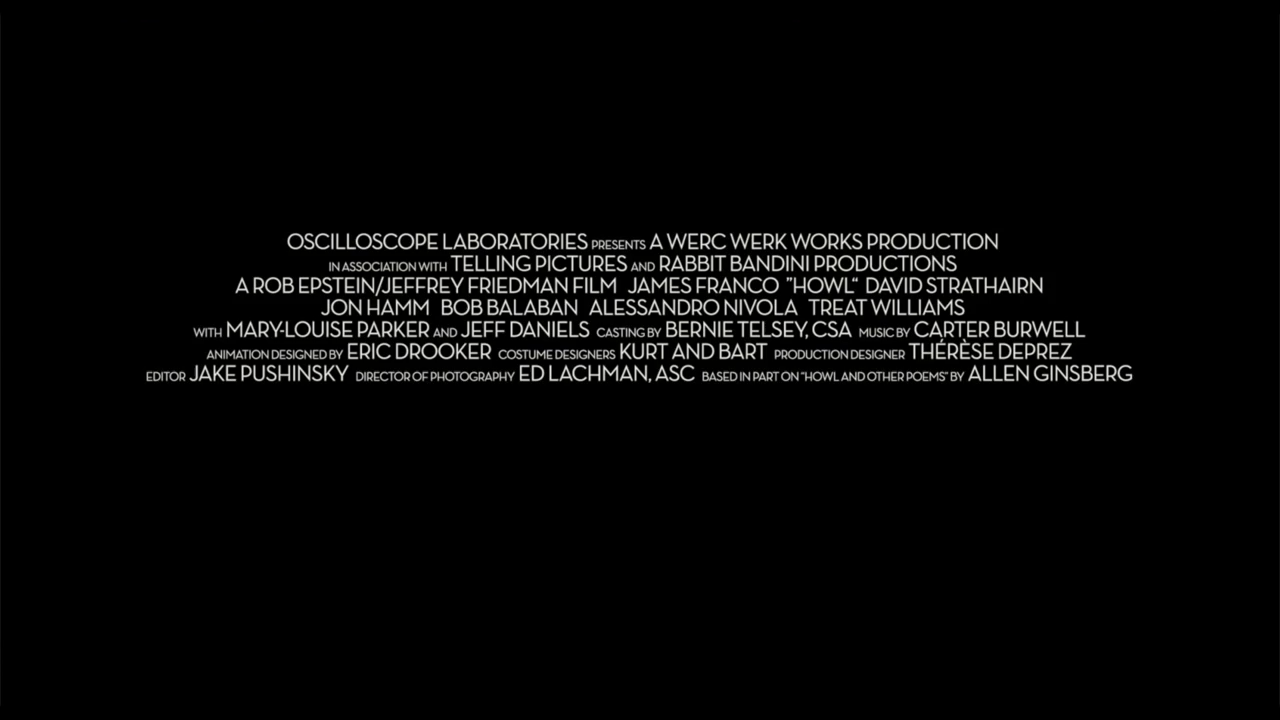 OSCILLOSCOPE LABORATORIES PRESENTS A WERC WERK WORKS PRODUCTION
IN ASSOCIATION WITH TELLING PICTURES AND RABBIT BANDINI PRODUCTIONS
A ROB EPSTEIN/JEFFREY FRIEDMAN FILM JAMES FRANCO ”HOWL“ DAVID STRATHAIRN
JON HAMM BOB BALABAN ALESSANDRO NIVOLA TREAT WILLIAMS
WITH MARY-LOUISE PARKER AND JEFF DANIELS CASTING BY BERNIE TELSEY, CSA MUSIC BY CARTER BURWELL
ANIMATION DESIGNED BY ERIC DROOKER COSTUME DESIGNERS KURT AND BART PRODUCTION DESIGNER THÉRÈSE DEPREZ
EDITOR JAKE PUSHINSKY DIRECTOR OF PHOTOGRAPHY ED LACHMAN, ASC BASED IN PART ON "HOWL AND OTHER POEMS" BY ALLEN GINSBERG